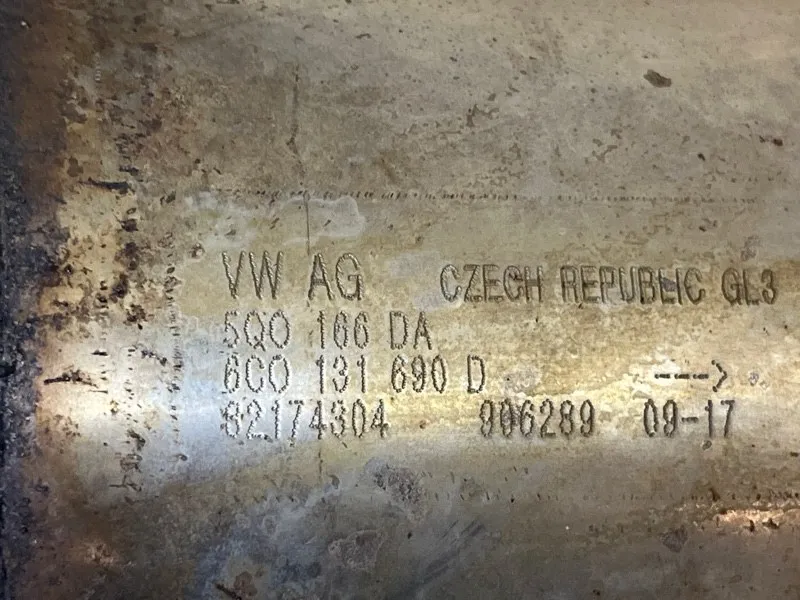 VW AG CZECH REPUBLIC GL3
5Q0 166 DA
6C0 131 690 D --->
82174304 906289 09-17